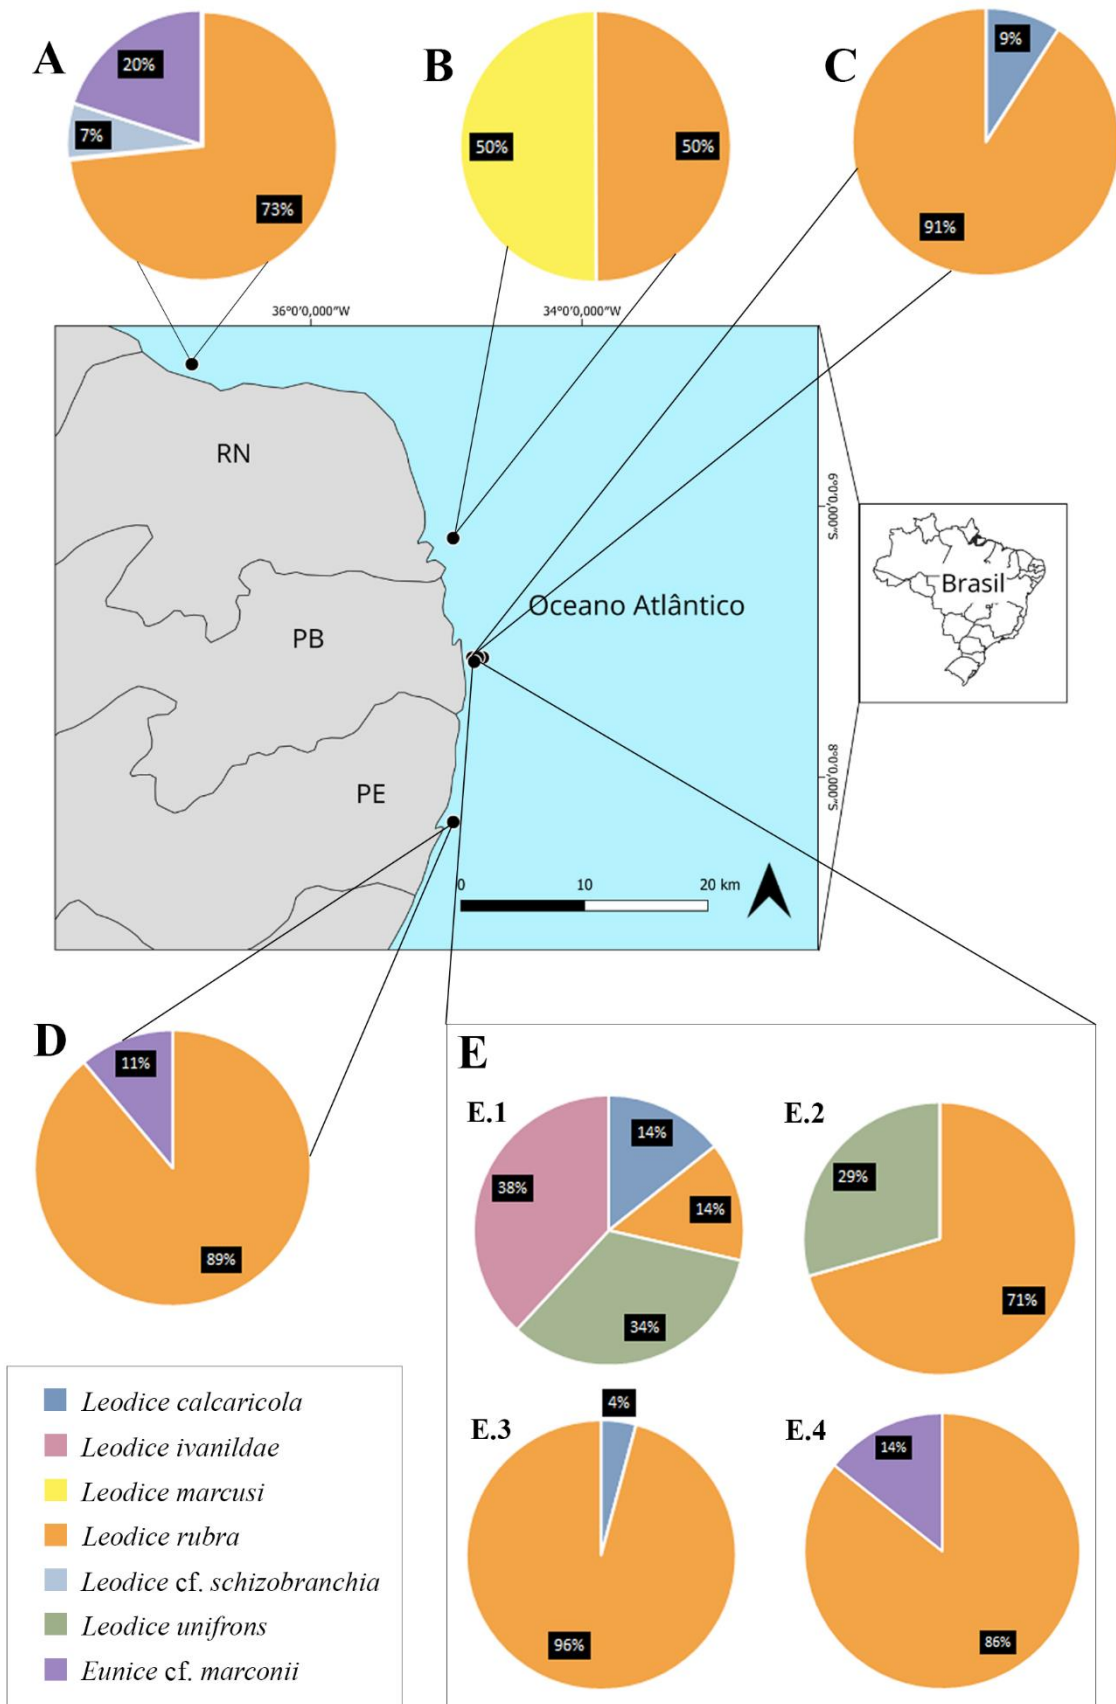 A
20%
7%
73%
B
50%
50%
C
9%
91%
36°0'0,000"W
34°0'0,000"W
RN
6°0'0,000"S
Oceano Atlântico
Brasil
PB
8°0'0,000"S
PE
0 10 20 km
D
11%
89%
E
E.1
14%
38%
14%
34%
E.2
29%
71%
E.3
4%
96%
E.4
14%
86%
Leodice calcaricola
Leodice ivanildae
Leodice marcusi
Leodice rubra
Leodice cf. schizobranchia
Leodice unifrons
Eunice cf. marconii